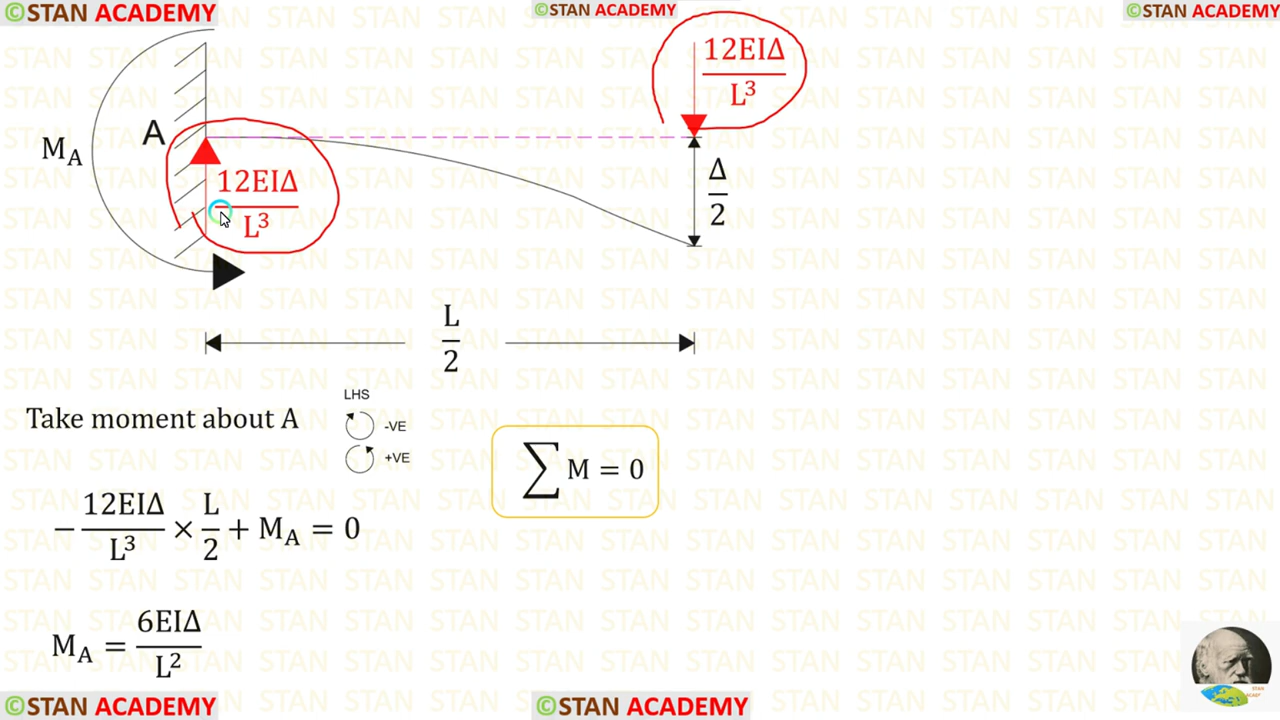 ©STAN ACADEMY ©STAN ACADEMY ©STAN ACADEMY
12EIΔ
L³
A
M_A
12EIΔ
L³
Δ
2
L
2
LHS
Take moment about A
-VE
+VE
∑ M = 0
− 12EIΔ/L³ × L/2 + M_A = 0
M_A = 6EIΔ/L²
©STAN ACADEMY ©STAN ACADEMY